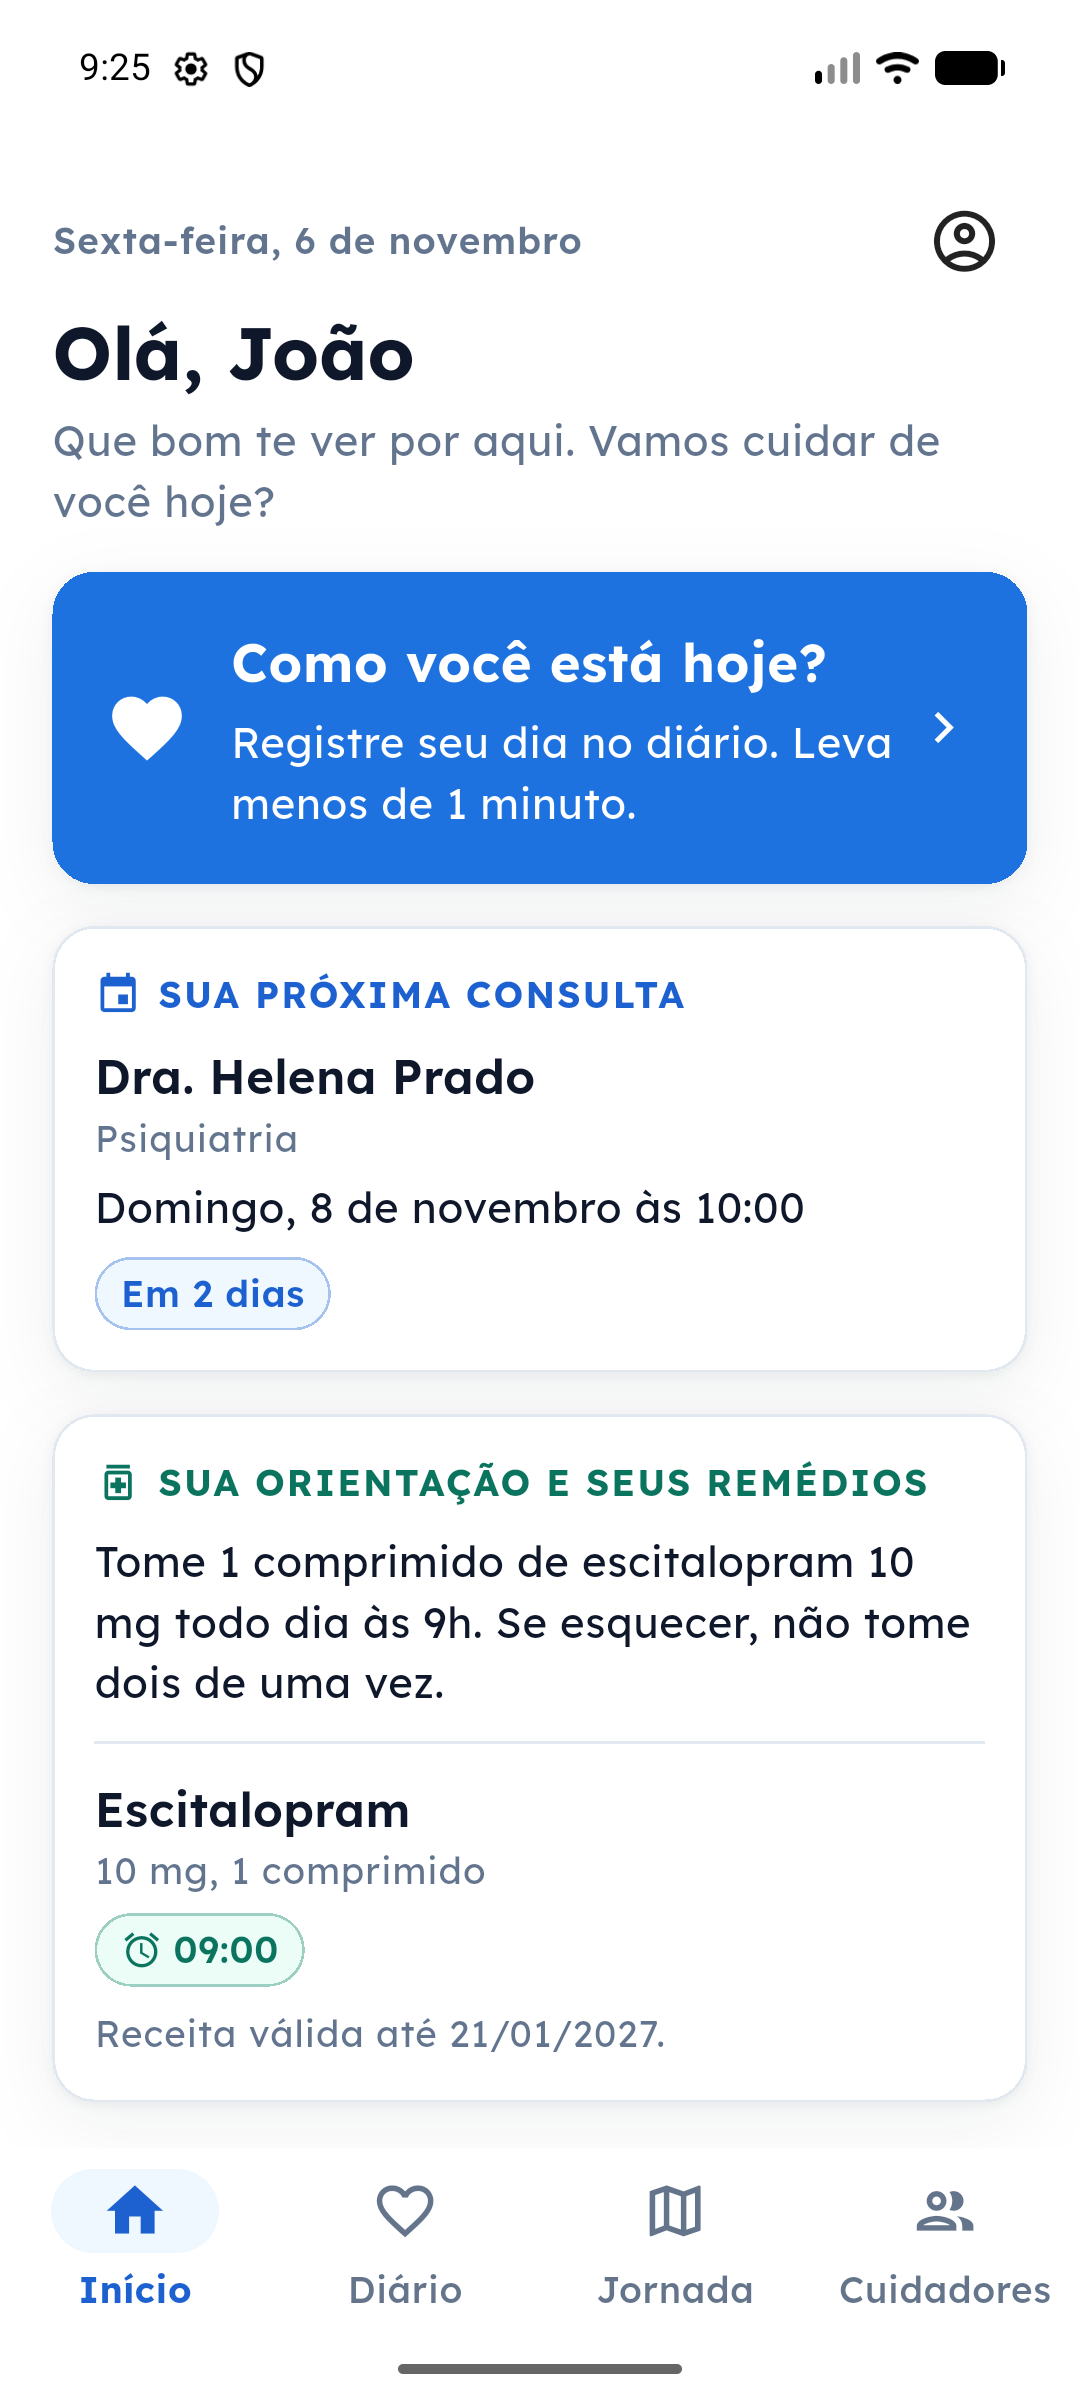 9:25
Sexta-feira, 6 de novembro
Olá, João
Que bom te ver por aqui. Vamos cuidar de
você hoje?
Como você está hoje?
Registre seu dia no diário. Leva
menos de 1 minuto.
SUA PRÓXIMA CONSULTA
Dra. Helena Prado
Psiquiatria
Domingo, 8 de novembro às 10:00
Em 2 dias
SUA ORIENTAÇÃO E SEUS REMÉDIOS
Tome 1 comprimido de escitalopram 10
mg todo dia às 9h. Se esquecer, não tome
dois de uma vez.
Escitalopram
10 mg, 1 comprimido
09:00
Receita válida até 21/01/2027.
Início
Diário
Jornada
Cuidadores